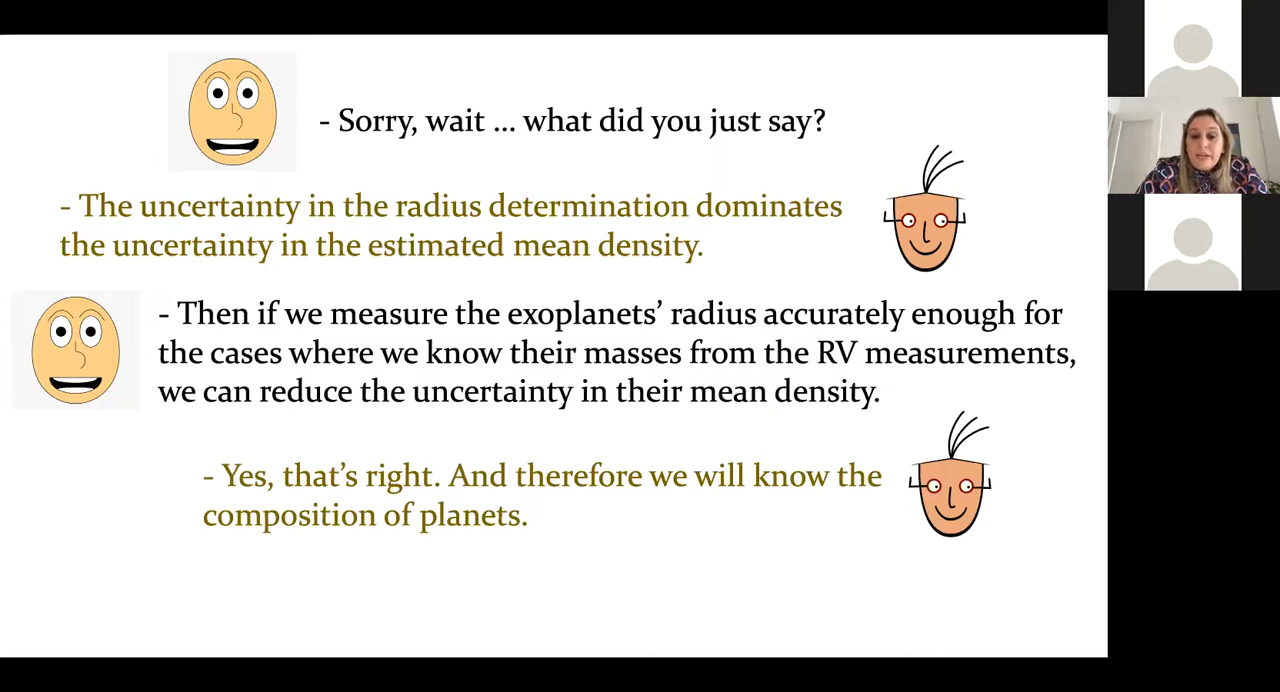 - Sorry, wait ... what did you just say?
- The uncertainty in the radius determination dominates
the uncertainty in the estimated mean density.
- Then if we measure the exoplanets’ radius accurately enough for
the cases where we know their masses from the RV measurements,
we can reduce the uncertainty in their mean density.
- Yes, that’s right. And therefore we will know the
composition of planets.